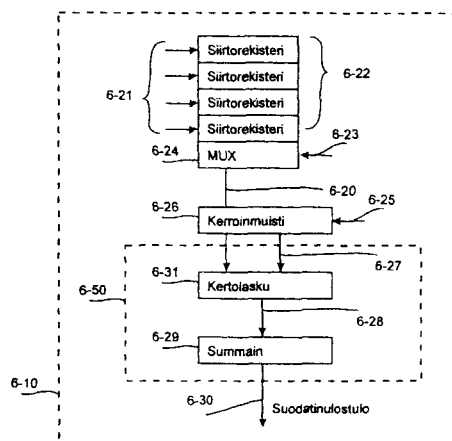 Siirtorekisteri
6-22
Siirtorekisteri
6-21
Siirtorekisteri
Siirtorekisteri
6-23
6-24
MUX
6-20
6-25
6-26
Kerroinmuisti
6-27
6-31
Kertolasku
6-50
6-28
6-29
Summain
6-10
6-30
Suodatinulostulo